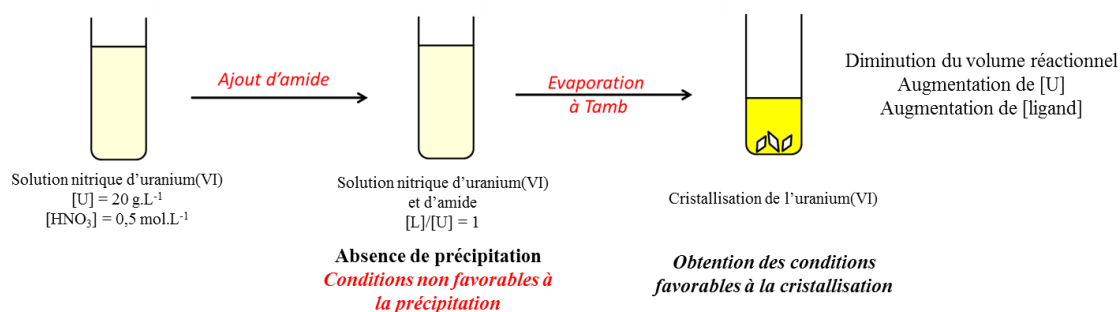 Ajout d'amide
Evaporation
à Tamb
Diminution du volume réactionnel
Augmentation de [U]
Augmentation de [ligand]
Solution nitrique d'uranium(VI)
[U] = 20 g.L-1
[HNO3] = 0,5 mol.L-1
Solution nitrique d'uranium(VI)
et d'amide
[L]/[U] = 1
Absence de précipitation
Conditions non favorables à
la précipitation
Cristallisation de l'uranium(VI)
Obtention des conditions
favorables à la cristallisation